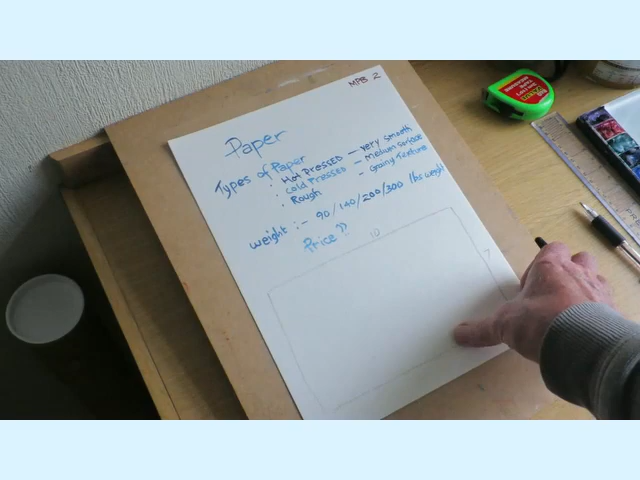 MPB 2
Paper
Types of Paper
· Hot Pressed – very smooth
· Cold Pressed – Medium Surface
· Rough – Grainy Texture
weight :- 90/140/200/300 lbs weight
Price
10
7